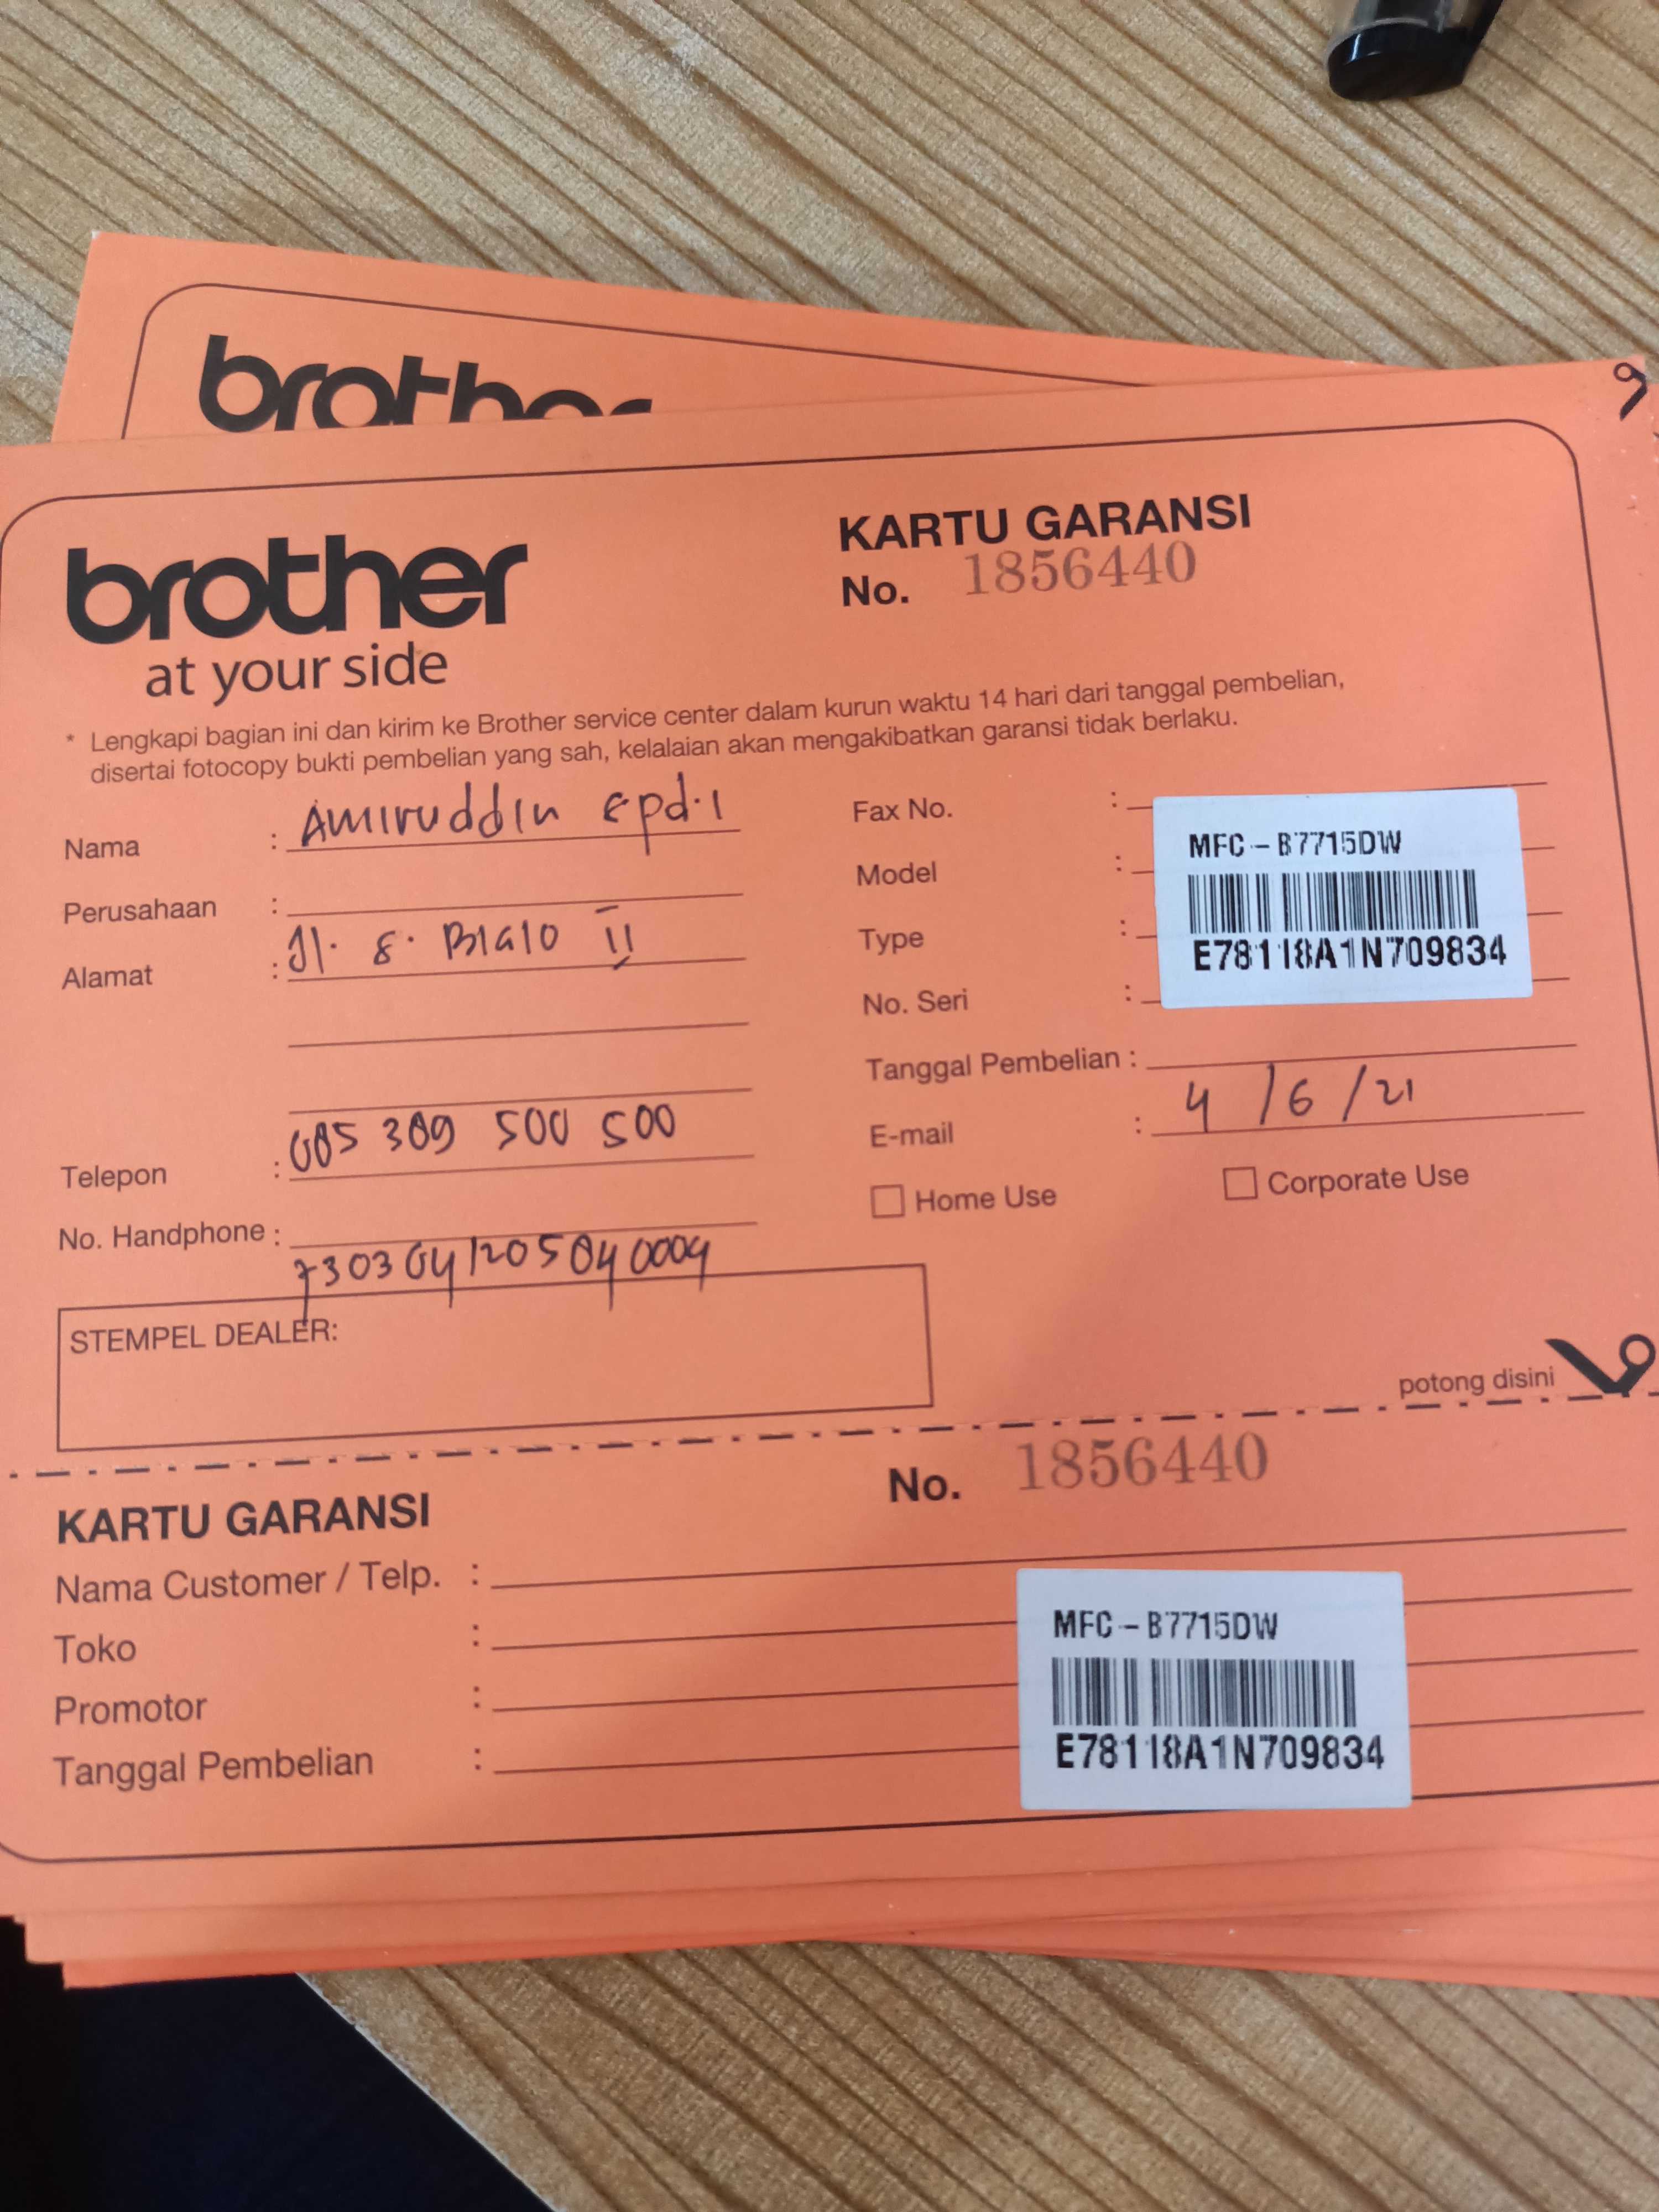 brother
brother
at your side
KARTU GARANSI
No. 1856440
* Lengkapi bagian ini dan kirim ke Brother service center dalam kurun waktu 14 hari dari tanggal pembelian,
disertai fotocopy bukti pembelian yang sah, kelalaian akan mengakibatkan garansi tidak berlaku.
Nama : Amiruddin Spd.I
Perusahaan :
Alamat : Jl. S. Bialo II
Telepon : 085 389 500 500
No. Handphone :
7303041205840004
STEMPEL DEALER:
Fax No. :
Model :
Type :
No. Seri :
MFC-B7715DW
E78118A1N709834
Tanggal Pembelian :
4/6/21
E-mail :
Home Use
Corporate Use
potong disini
KARTU GARANSI
No. 1856440
Nama Customer / Telp. :
Toko :
Promotor :
Tanggal Pembelian :
MFC-B7715DW
E78118A1N709834